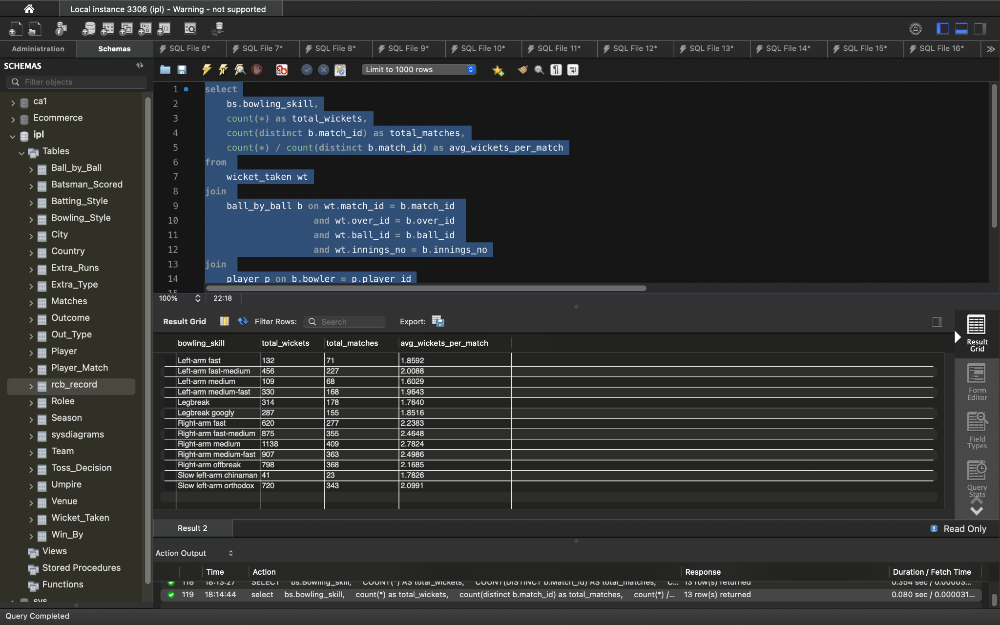 Local instance 3306 (ipl) - Warning - not supported
Administration
Schemas
SQL File 6*
SQL File 7*
SQL File 8*
SQL File 9*
SQL File 10*
SQL File 11*
SQL File 12*
SQL File 13*
SQL File 14*
SQL File 15*
SQL File 16*
SCHEMAS
Filter objects
ca1
Ecommerce
ipl
Tables
Ball_by_Ball
Batsman_Scored
Batting_Style
Bowling_Style
City
Country
Extra_Runs
Extra_Type
Matches
Outcome
Out_Type
Player
Player_Match
rcb_record
Rolee
Season
sysdiagrams
Team
Toss_Decision
Umpire
Venue
Wicket_Taken
Win_By
Views
Stored Procedures
Functions
sys
Limit to 1000 rows
1 select
2 bs.bowling_skill,
3 count(*) as total_wickets,
4 count(distinct b.match_id) as total_matches,
5 count(*) / count(distinct b.match_id) as avg_wickets_per_match
6 from
7 wicket_taken wt
8 join
9 ball_by_ball b on wt.match_id = b.match_id
10 and wt.over_id = b.over_id
11 and wt.ball_id = b.ball_id
12 and wt.innings_no = b.innings_no
13 join
14 player p on b.bowler = p.player_id
15
100% 22:18
Result Grid Filter Rows: Search Export:
bowling_skill total_wickets total_matches avg_wickets_per_match
Left-arm fast 132 71 1.8592
Left-arm fast-medium 456 227 2.0088
Left-arm medium 109 68 1.6029
Left-arm medium-fast 330 168 1.9643
Legbreak 314 178 1.7640
Legbreak googly 287 155 1.8516
Right-arm fast 620 277 2.2383
Right-arm fast-medium 875 355 2.4648
Right-arm medium 1138 409 2.7824
Right-arm medium-fast 907 363 2.4986
Right-arm offbreak 798 368 2.1685
Slow left-arm chinaman 41 23 1.7826
Slow left-arm orthodox 720 343 2.0991
Result
Grid
Form
Editor
Field
Types
Query
Stats
Result 2
Read Only
Action Output
Time Action Response Duration / Fetch Time
118 18:13:27 SELECT bs.Bowling_skill, COUNT(*) AS total_wickets, COUNT(DISTINCT b.Match_Id) AS total_matches, C... 13 row(s) returned 0.354 sec / 0.00003...
119 18:14:44 select bs.bowling_skill, count(*) as total_wickets, count(distinct b.match_id) as total_matches, count(*) /... 13 row(s) returned 0.080 sec / 0.000031...
Query Completed